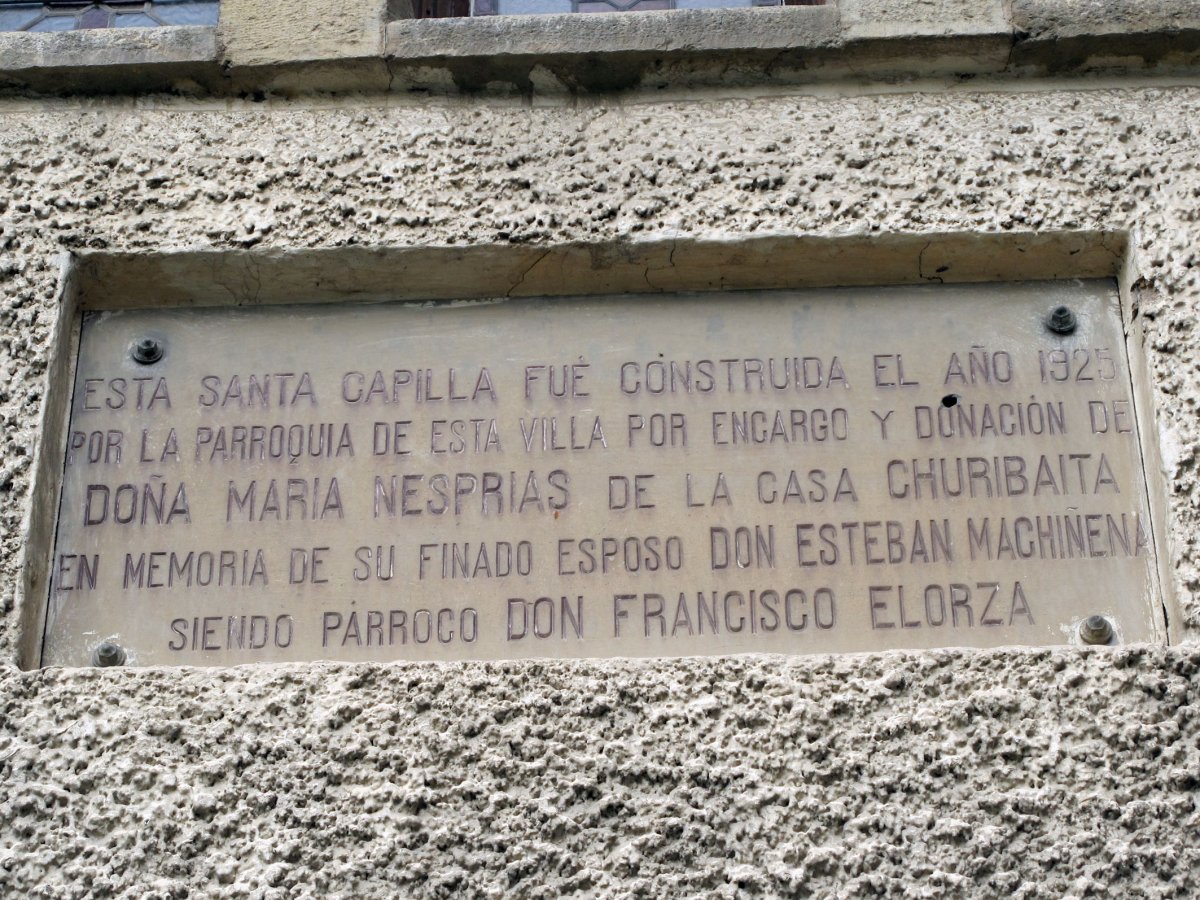 ESTA SANTA CAPILLA FUÉ CONSTRUIDA EL AÑO 1925
POR LA PARROQUIA DE ESTA VILLA POR ENCARGO Y DONACIÓN DE
DOÑA MARIA NESPRIAS DE LA CASA CHURIBAITA
EN MEMORIA DE SU FINADO ESPOSO DON ESTEBAN MACHIÑENA
SIENDO PÁRROCO DON FRANCISCO ELORZA